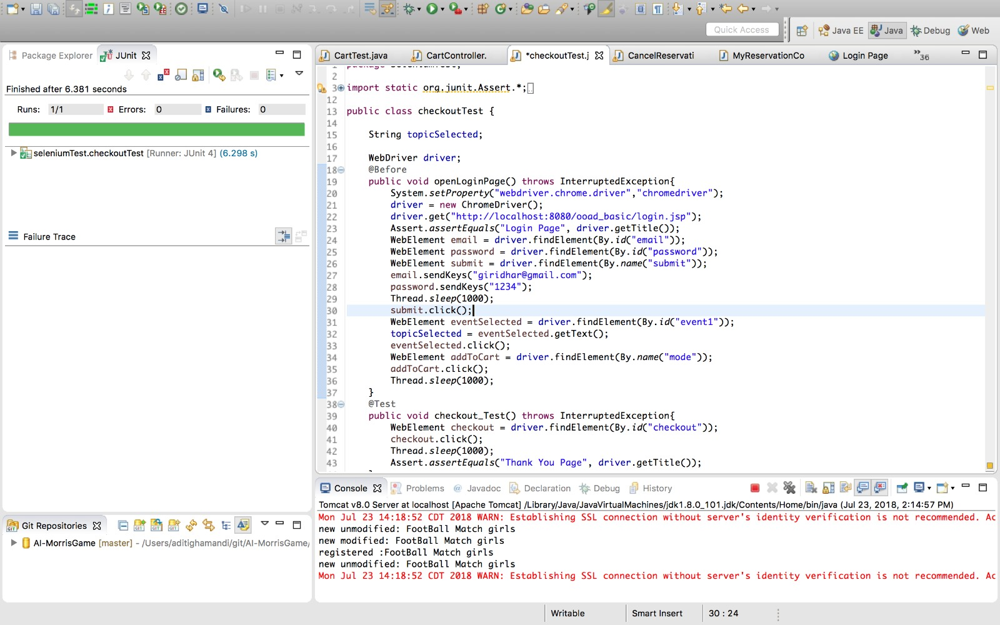 Quick Access
Java EE
Java
Debug
Web
Package Explorer
JUnit
Finished after 6.381 seconds
Runs: 1/1
Errors: 0
Failures: 0
seleniumTest.checkoutTest [Runner: JUnit 4] (6.298 s)
Failure Trace
Git Repositories
AI-MorrisGame [master] - /Users/aditighamandi/git/AI-MorrisGame/
CartTest.java
CartController.
*checkoutTest.j
CancelReservati
MyReservationCo
Login Page
»36
2
3 import static org.junit.Assert.*;
12
13 public class checkoutTest {
14
15 String topicSelected;
16
17 WebDriver driver;
18 @Before
19 public void openLoginPage() throws InterruptedException{
20 System.setProperty("webdriver.chrome.driver","chromedriver");
21 driver = new ChromeDriver();
22 driver.get("http://localhost:8080/ooad_basic/login.jsp");
23 Assert.assertEquals("Login Page", driver.getTitle());
24 WebElement email = driver.findElement(By.id("email"));
25 WebElement password = driver.findElement(By.id("password"));
26 WebElement submit = driver.findElement(By.name("submit"));
27 email.sendKeys("giridhar@gmail.com");
28 password.sendKeys("1234");
29 Thread.sleep(1000);
30 submit.click();
31 WebElement eventSelected = driver.findElement(By.id("event1"));
32 topicSelected = eventSelected.getText();
33 eventSelected.click();
34 WebElement addToCart = driver.findElement(By.name("mode"));
35 addToCart.click();
36 Thread.sleep(1000);
37 }
38 @Test
39 public void checkout_Test() throws InterruptedException{
40 WebElement checkout = driver.findElement(By.id("checkout"));
41 checkout.click();
42 Thread.sleep(1000);
43 Assert.assertEquals("Thank You Page", driver.getTitle());
Console
Problems
@ Javadoc
Declaration
Debug
History
Tomcat v8.0 Server at localhost [Apache Tomcat] /Library/Java/JavaVirtualMachines/jdk1.8.0_101.jdk/Contents/Home/bin/java (Jul 23, 2018, 2:14:57 PM)
Mon Jul 23 14:18:52 CDT 2018 WARN: Establishing SSL connection without server's identity verification is not recommended. Ac
new unmodified: FootBall Match girls
new modified: FootBall Match girls
registered :FootBall Match girls
new unmodified: FootBall Match girls
Mon Jul 23 14:18:52 CDT 2018 WARN: Establishing SSL connection without server's identity verification is not recommended. Ac
Writable
Smart Insert
30 : 24